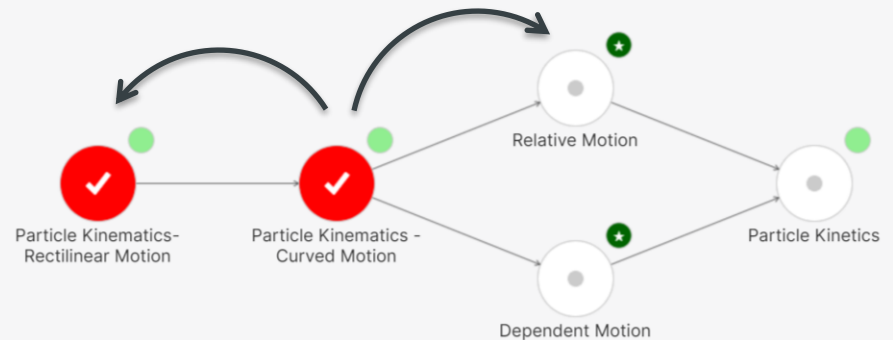 Relative Motion
Particle Kinematics-
Rectilinear Motion
Particle Kinematics -
Curved Motion
Particle Kinetics
Dependent Motion